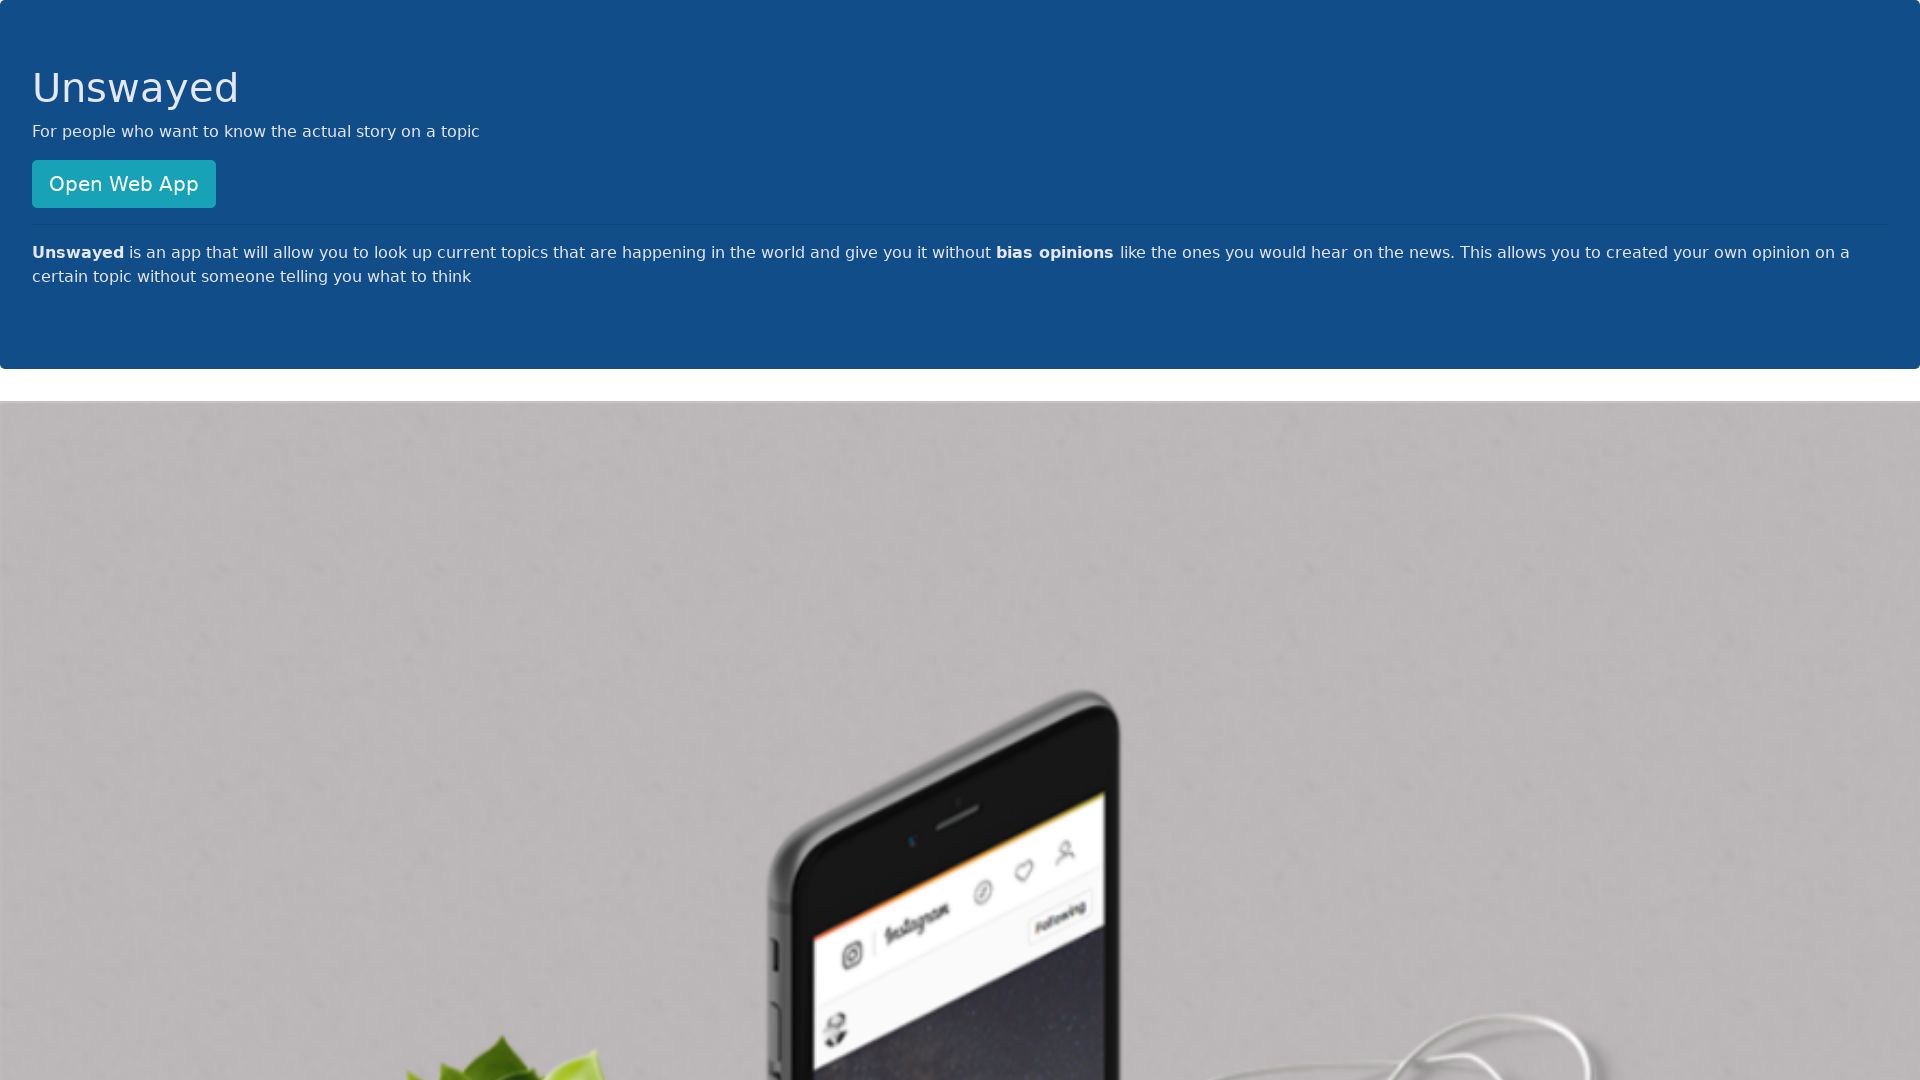 Unswayed
For people who want to know the actual story on a topic
Open Web App
Unswayed is an app that will allow you to look up current topics that are happening in the world and give you it without bias opinions like the ones you would hear on the news. This allows you to created your own opinion on a
certain topic without someone telling you what to think
Instagram
Following